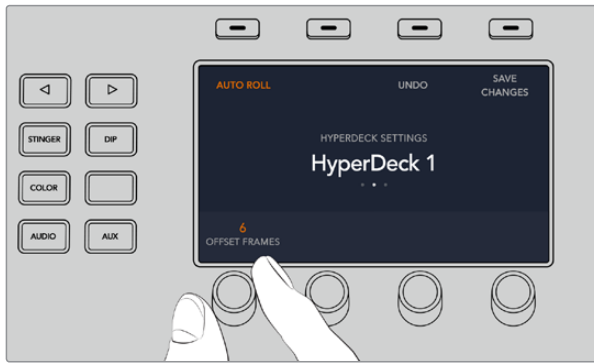 AUTO ROLL
UNDO
SAVE
CHANGES
STINGER
DIP
HYPERDECK SETTINGS
HyperDeck 1
COLOR
AUDIO
AUX
6
OFFSET FRAMES